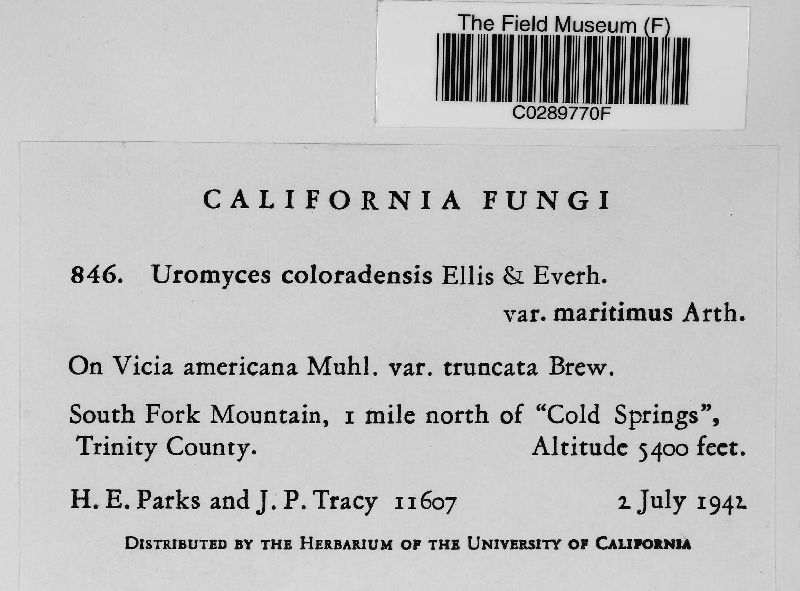 The Field Museum (F)
C0289770F
CALIFORNIA FUNGI
846. Uromyces coloradensis Ellis & Everh.
var. maritimus Arth.
On Vicia americana Muhl. var. truncata Brew.
South Fork Mountain, 1 mile north of “Cold Springs”,
Trinity County. Altitude 5400 feet.
H. E. Parks and J. P. Tracy 11607 2 July 1942
DISTRIBUTED BY THE HERBARIUM OF THE UNIVERSITY OF CALIFORNIA